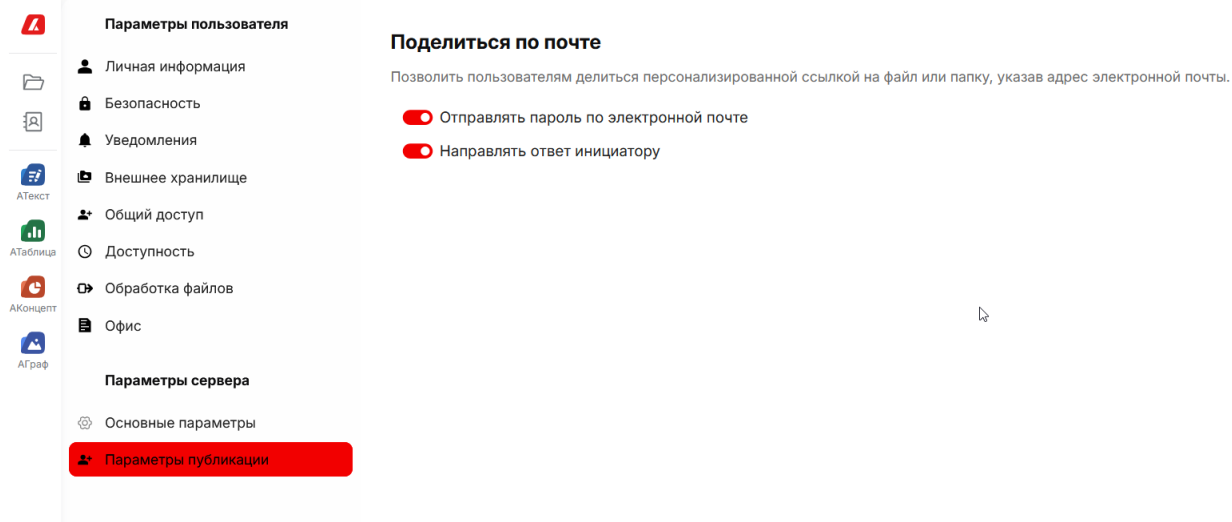 Параметры пользователя
Личная информация
Безопасность
Уведомления
Внешнее хранилище
Общий доступ
Доступность
Обработка файлов
Офис
Параметры сервера
Основные параметры
Параметры публикации
АТекст
АТаблица
АКонцепт
АГраф
Поделиться по почте
Позволить пользователям делиться персонализированной ссылкой на файл или папку, указав адрес электронной почты.
Отправлять пароль по электронной почте
Направлять ответ инициатору